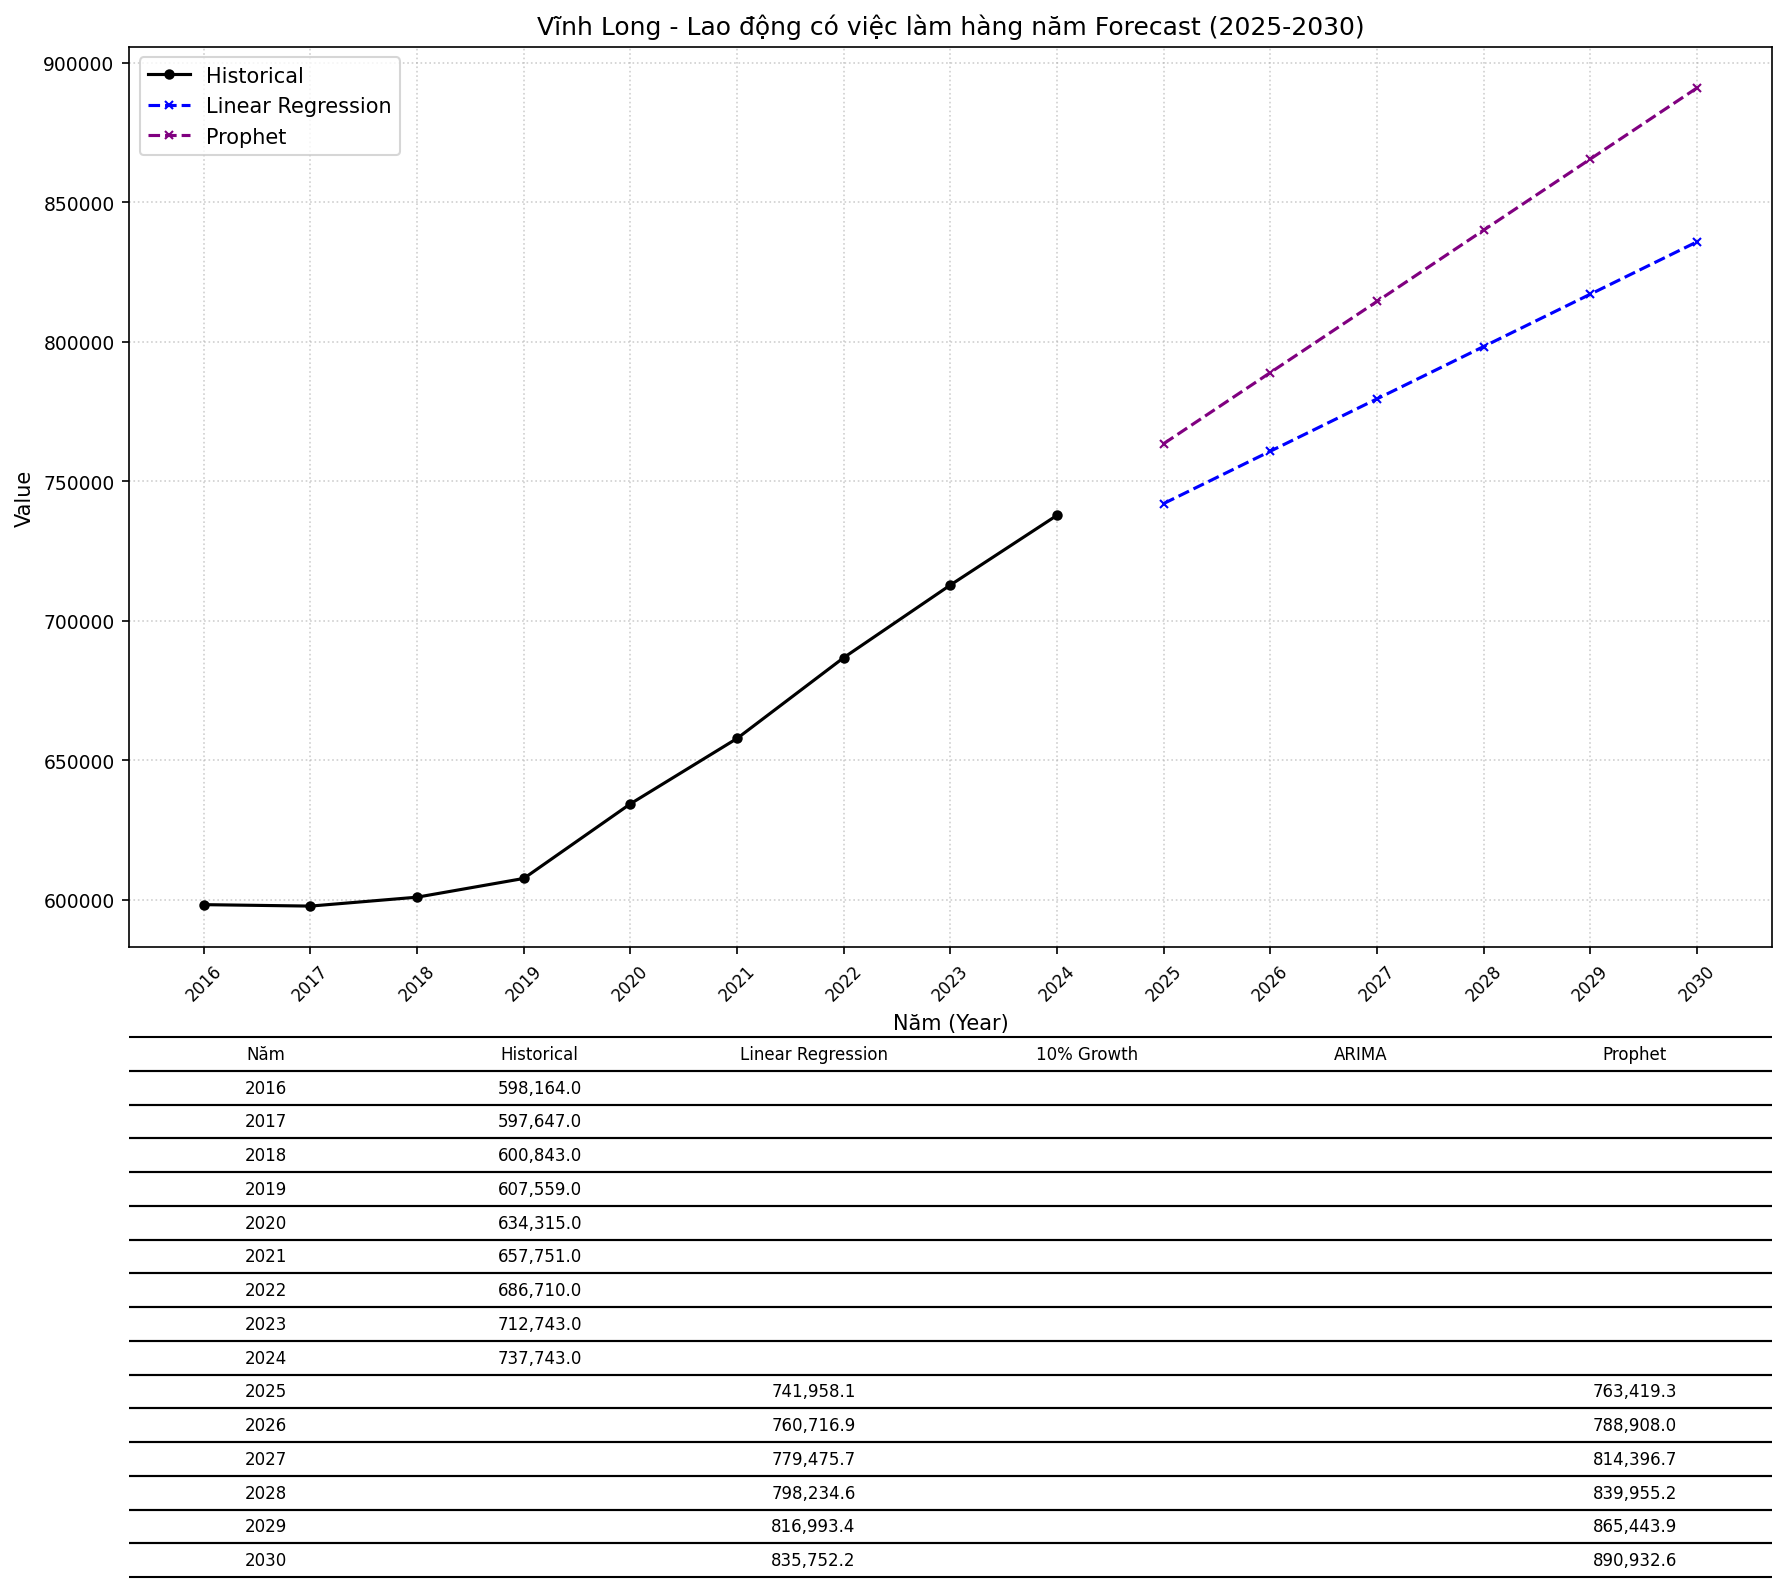 Vĩnh Long - Lao động có việc làm hàng năm Forecast (2025-2030)
Historical
Linear Regression
Prophet
Value
900000
850000
800000
750000
700000
650000
600000
2016 2017 2018 2019 2020 2021 2022 2023 2024 2025 2026 2027 2028 2029 2030
Năm (Year)
Năm Historical Linear Regression 10% Growth ARIMA Prophet
2016 598,164.0
2017 597,647.0
2018 600,843.0
2019 607,559.0
2020 634,315.0
2021 657,751.0
2022 686,710.0
2023 712,743.0
2024 737,743.0
2025 741,958.1 763,419.3
2026 760,716.9 788,908.0
2027 779,475.7 814,396.7
2028 798,234.6 839,955.2
2029 816,993.4 865,443.9
2030 835,752.2 890,932.6